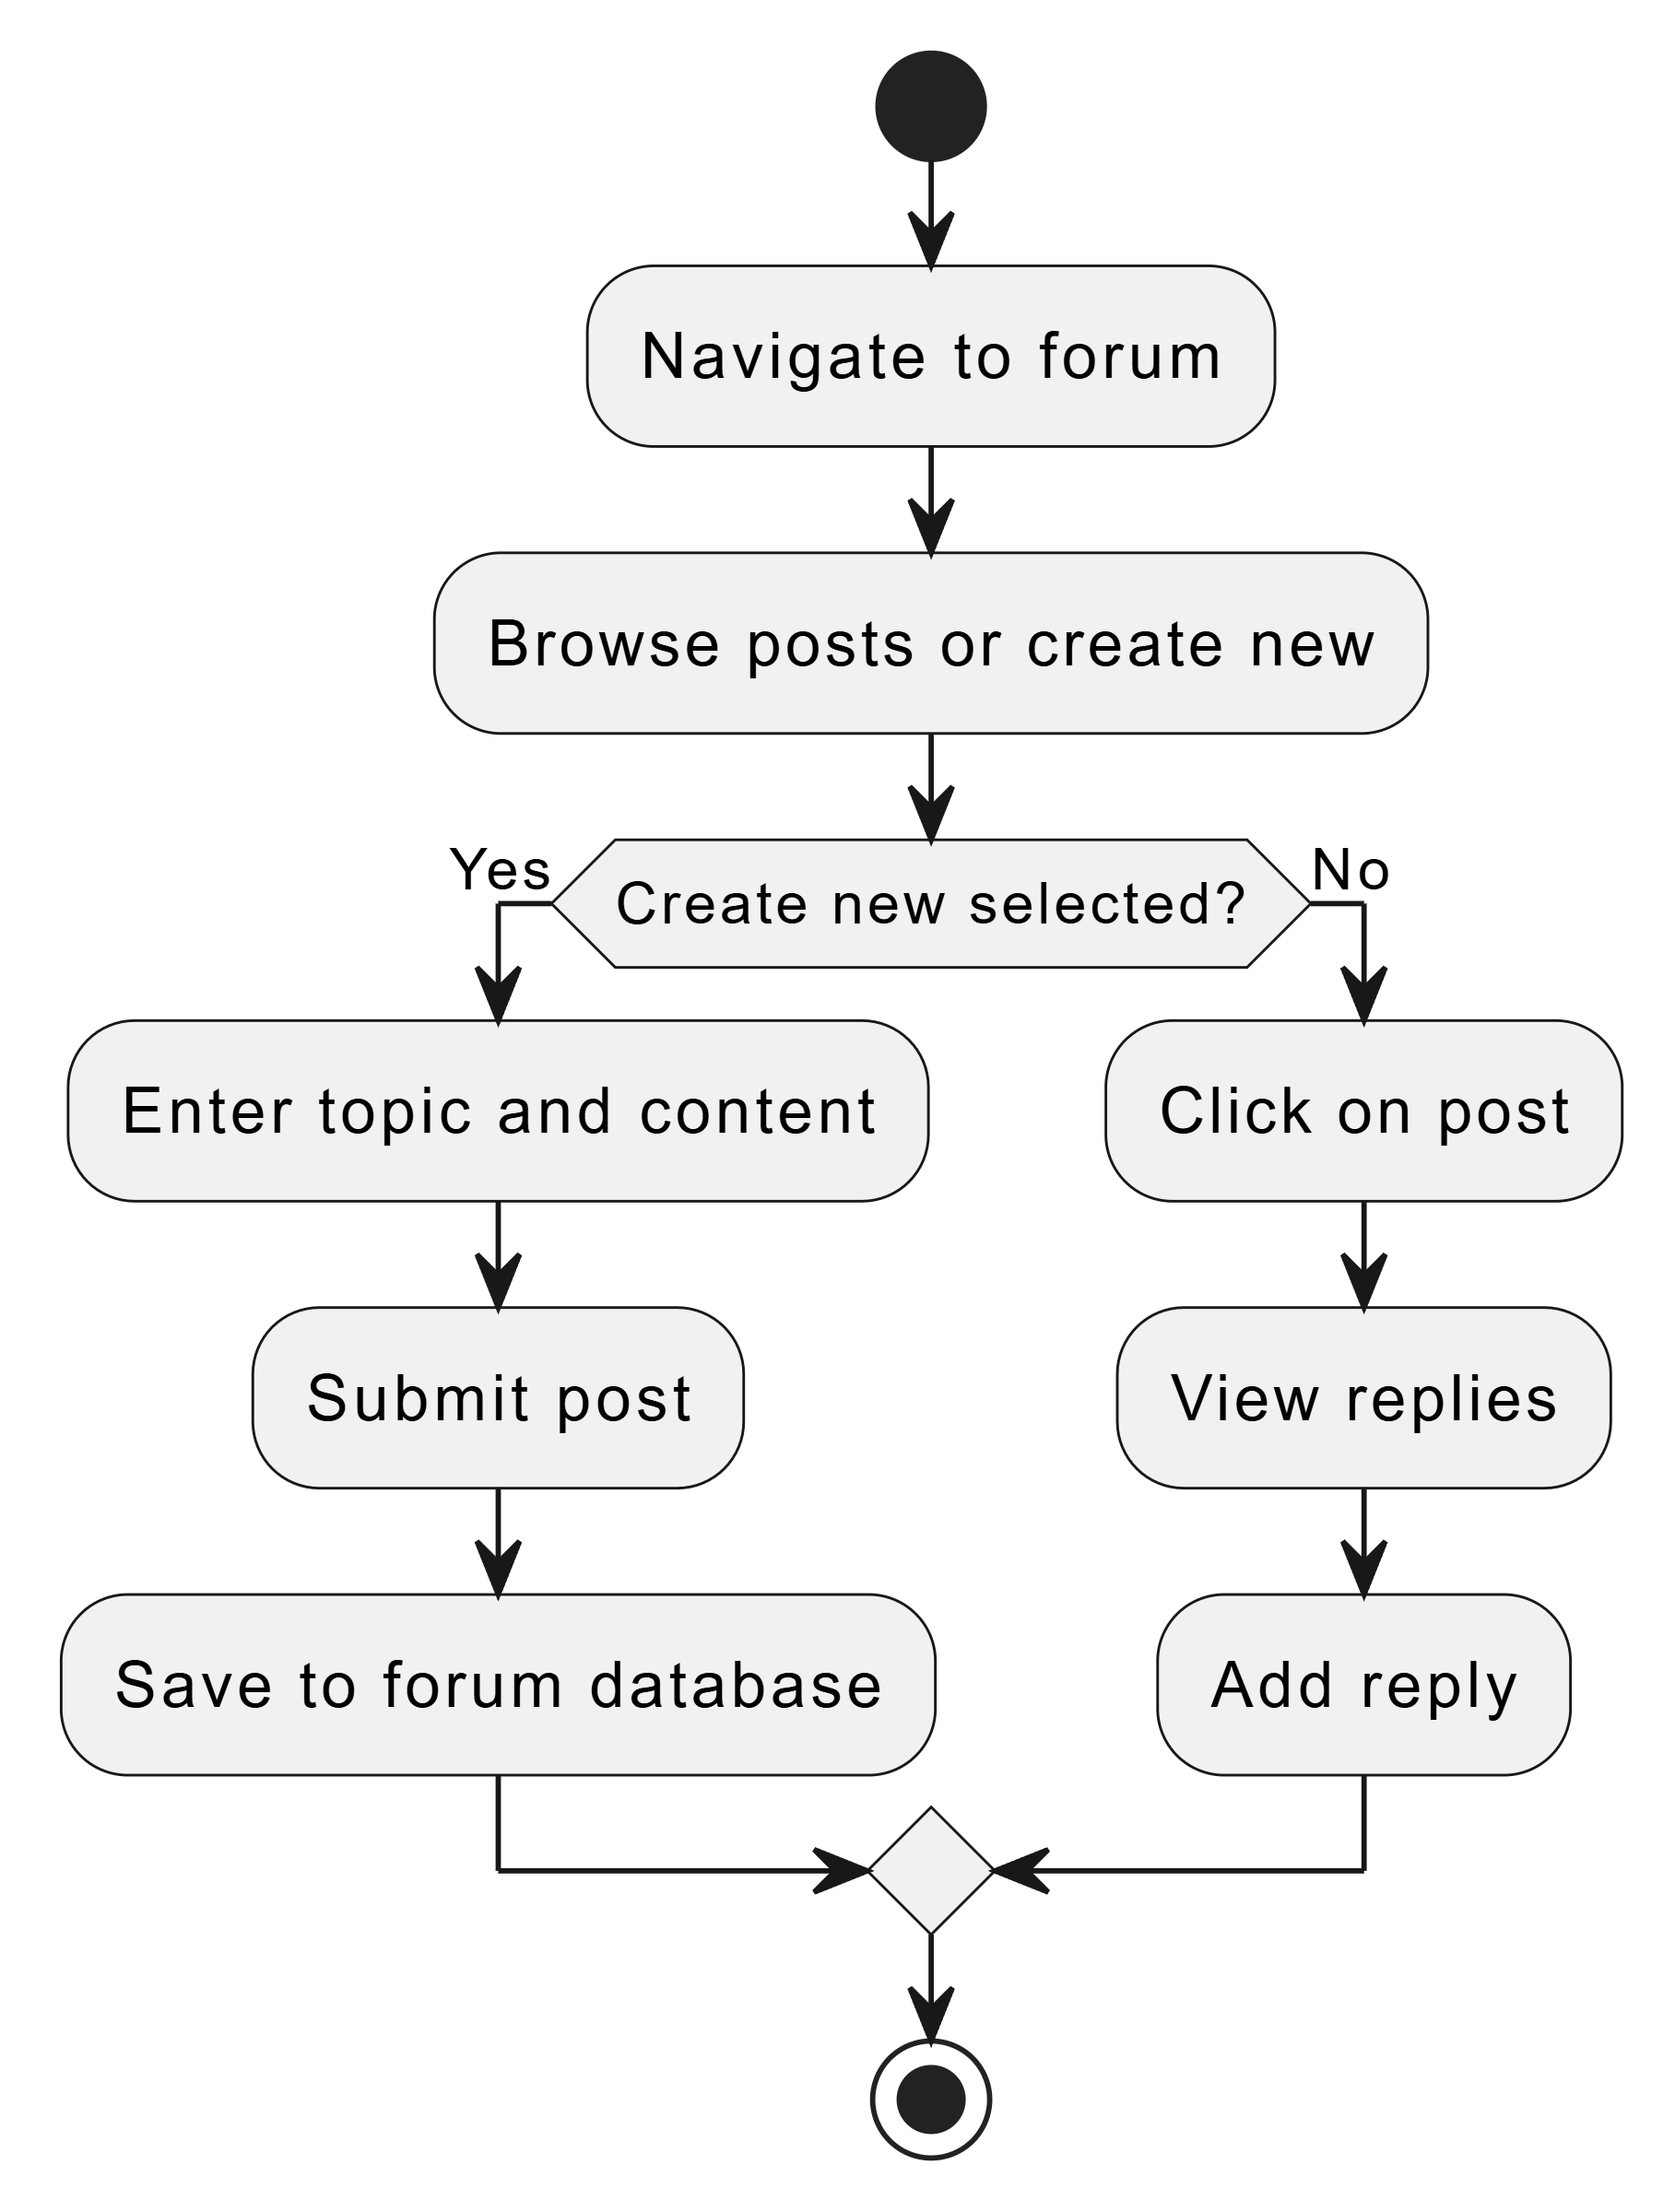 Navigate to forum
Browse posts or create new
Yes
Create new selected?
No
Enter topic and content
Click on post
Submit post
View replies
Save to forum database
Add reply